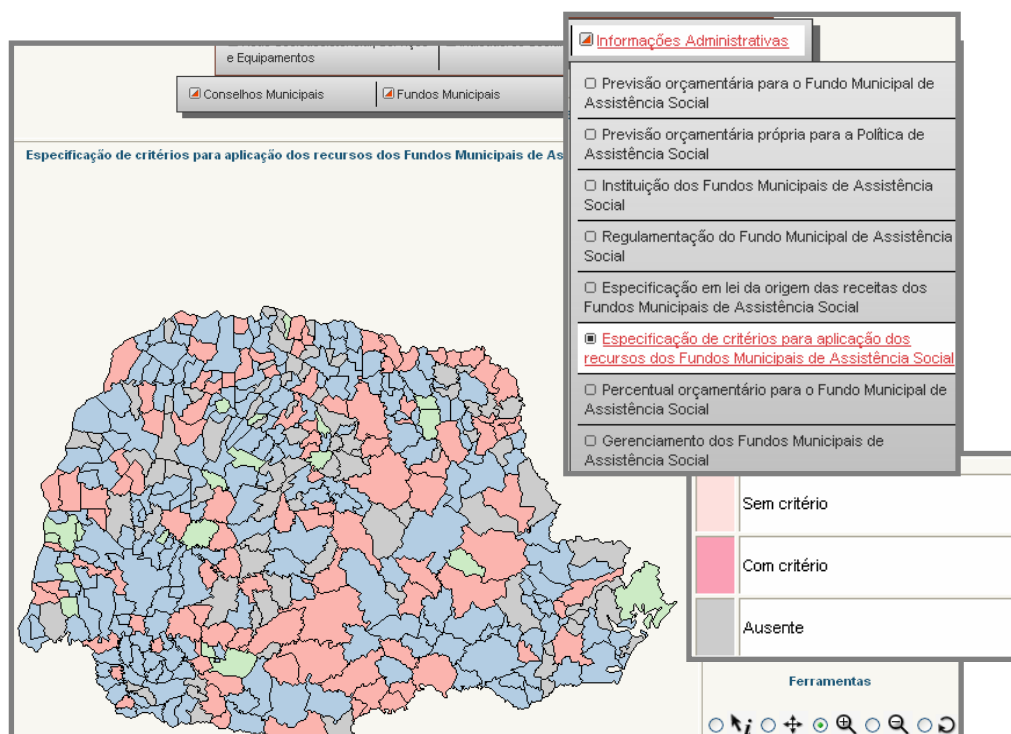 e Equipamentos
Conselhos Municipais
Fundos Municipais
Especificação de critérios para aplicação dos recursos dos Fundos Municipais de As
Informações Administrativas
Previsão orçamentária para o Fundo Municipal de
Assistência Social
Previsão orçamentária própria para a Política de
Assistência Social
Instituição dos Fundos Municipais de Assistência
Social
Regulamentação do Fundo Municipal de Assistência
Social
Especificação em lei da origem das receitas dos
Fundos Municipais de Assistência Social
Especificação de critérios para aplicação dos
recursos dos Fundos Municipais de Assistência Social
Percentual orçamentário para o Fundo Municipal de
Assistência Social
Gerenciamento dos Fundos Municipais de
Assistência Social
Sem critério
Com critério
Ausente
Ferramentas